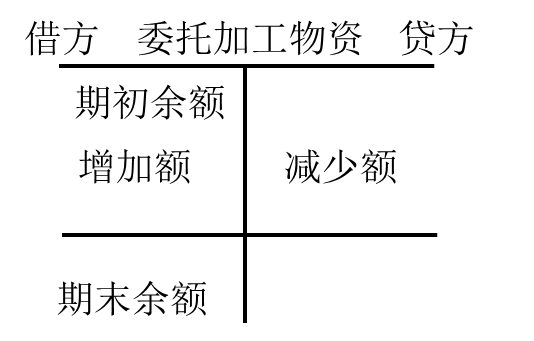 借方 委托加工物资 贷方
期初余额
增加额 减少额
期末余额